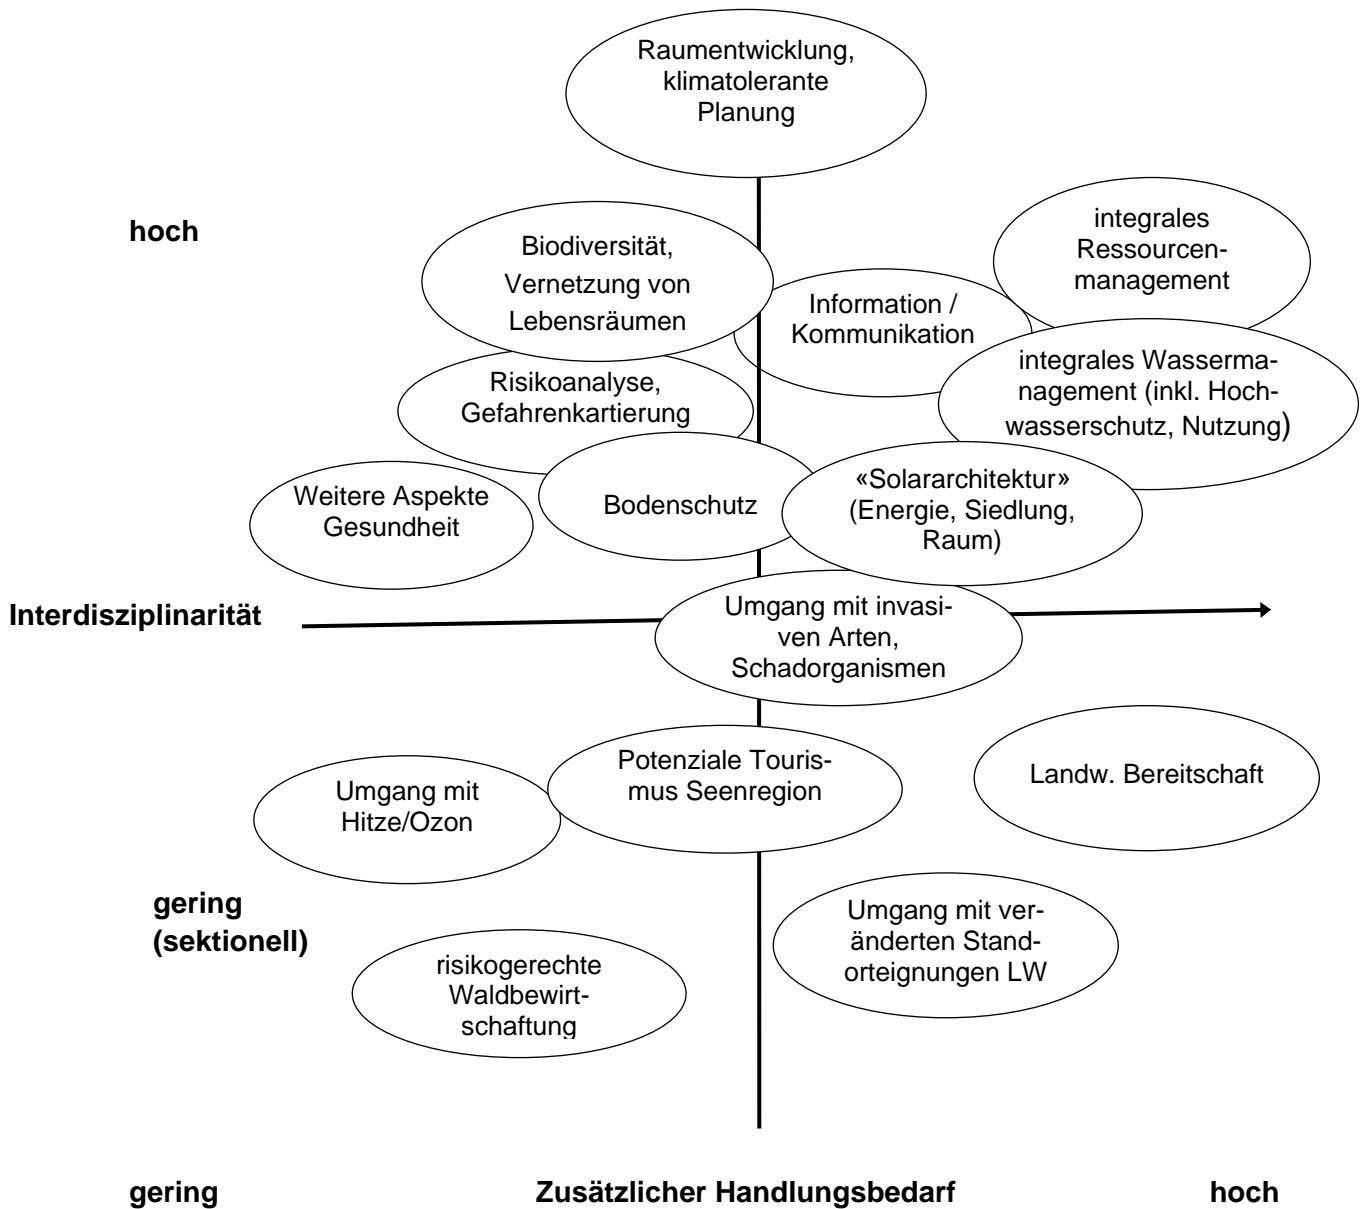 Raumentwicklung,
klimatolerante
Planung
hoch
Biodiversität,
Vernetzung von
Lebensräumen
integrales
Ressourcen-
management
Information /
Kommunikation
integrales Wasserma-
nagement (inkl. Hoch-
wasserschutz, Nutzung)
Risikoanalyse,
Gefahrenkartierung
Weitere Aspekte
Gesundheit
Bodenschutz
«Solararchitektur»
(Energie, Siedlung,
Raum)
Interdisziplinarität
Umgang mit invasi-
ven Arten,
Schadorganismen
Potenziale Touris-
mus Seenregion
Landw. Bereitschaft
Umgang mit
Hitze/Ozon
gering
(sektionell)
Umgang mit ver-
änderten Stand-
orteignungen LW
risikogerechte
Waldbewirt-
schaftung
gering
Zusätzlicher Handlungsbedarf
hoch